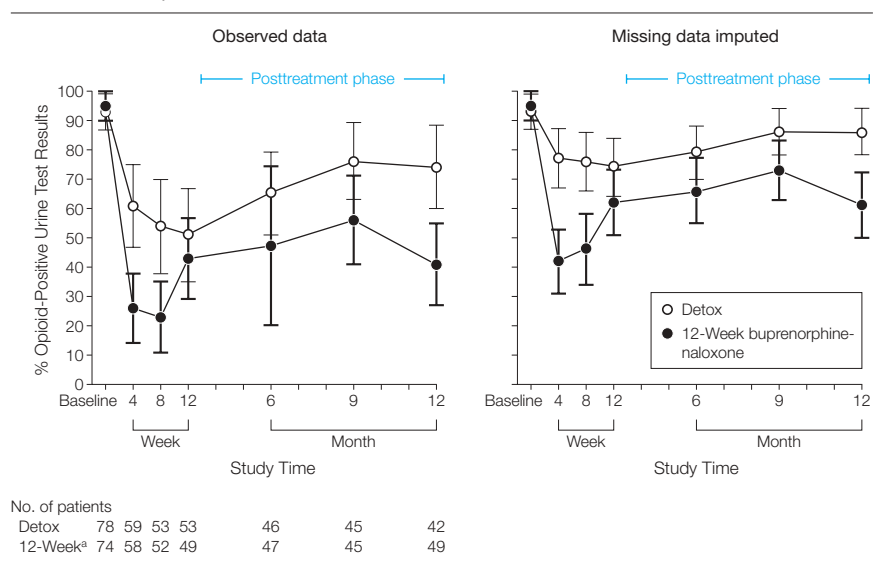 Observed data
Posttreatment phase
% Opioid-Positive Urine Test Results
100
90
80
70
60
50
40
30
20
10
0
Baseline 4 8 12 6 9 12
Week Month
Study Time
Missing data imputed
Posttreatment phase
Detox
12-Week buprenorphine-
naloxone
Baseline 4 8 12 6 9 12
Week Month
Study Time
No. of patients
Detox 78 59 53 53 46 45 42
12-Weekᵃ 74 58 52 49 47 45 49